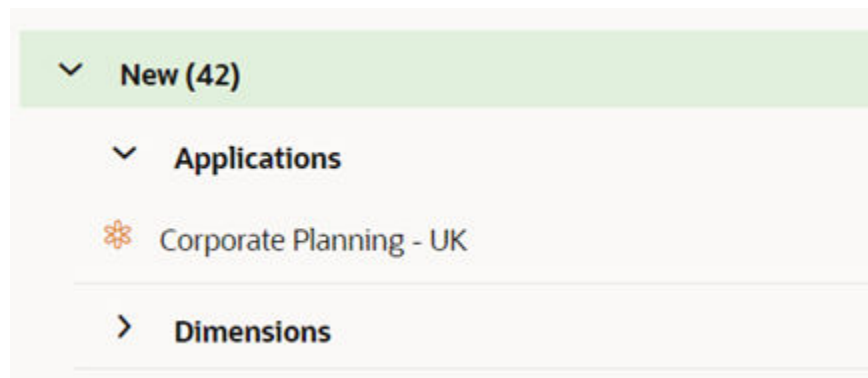 New (42)
Applications
Corporate Planning - UK
Dimensions